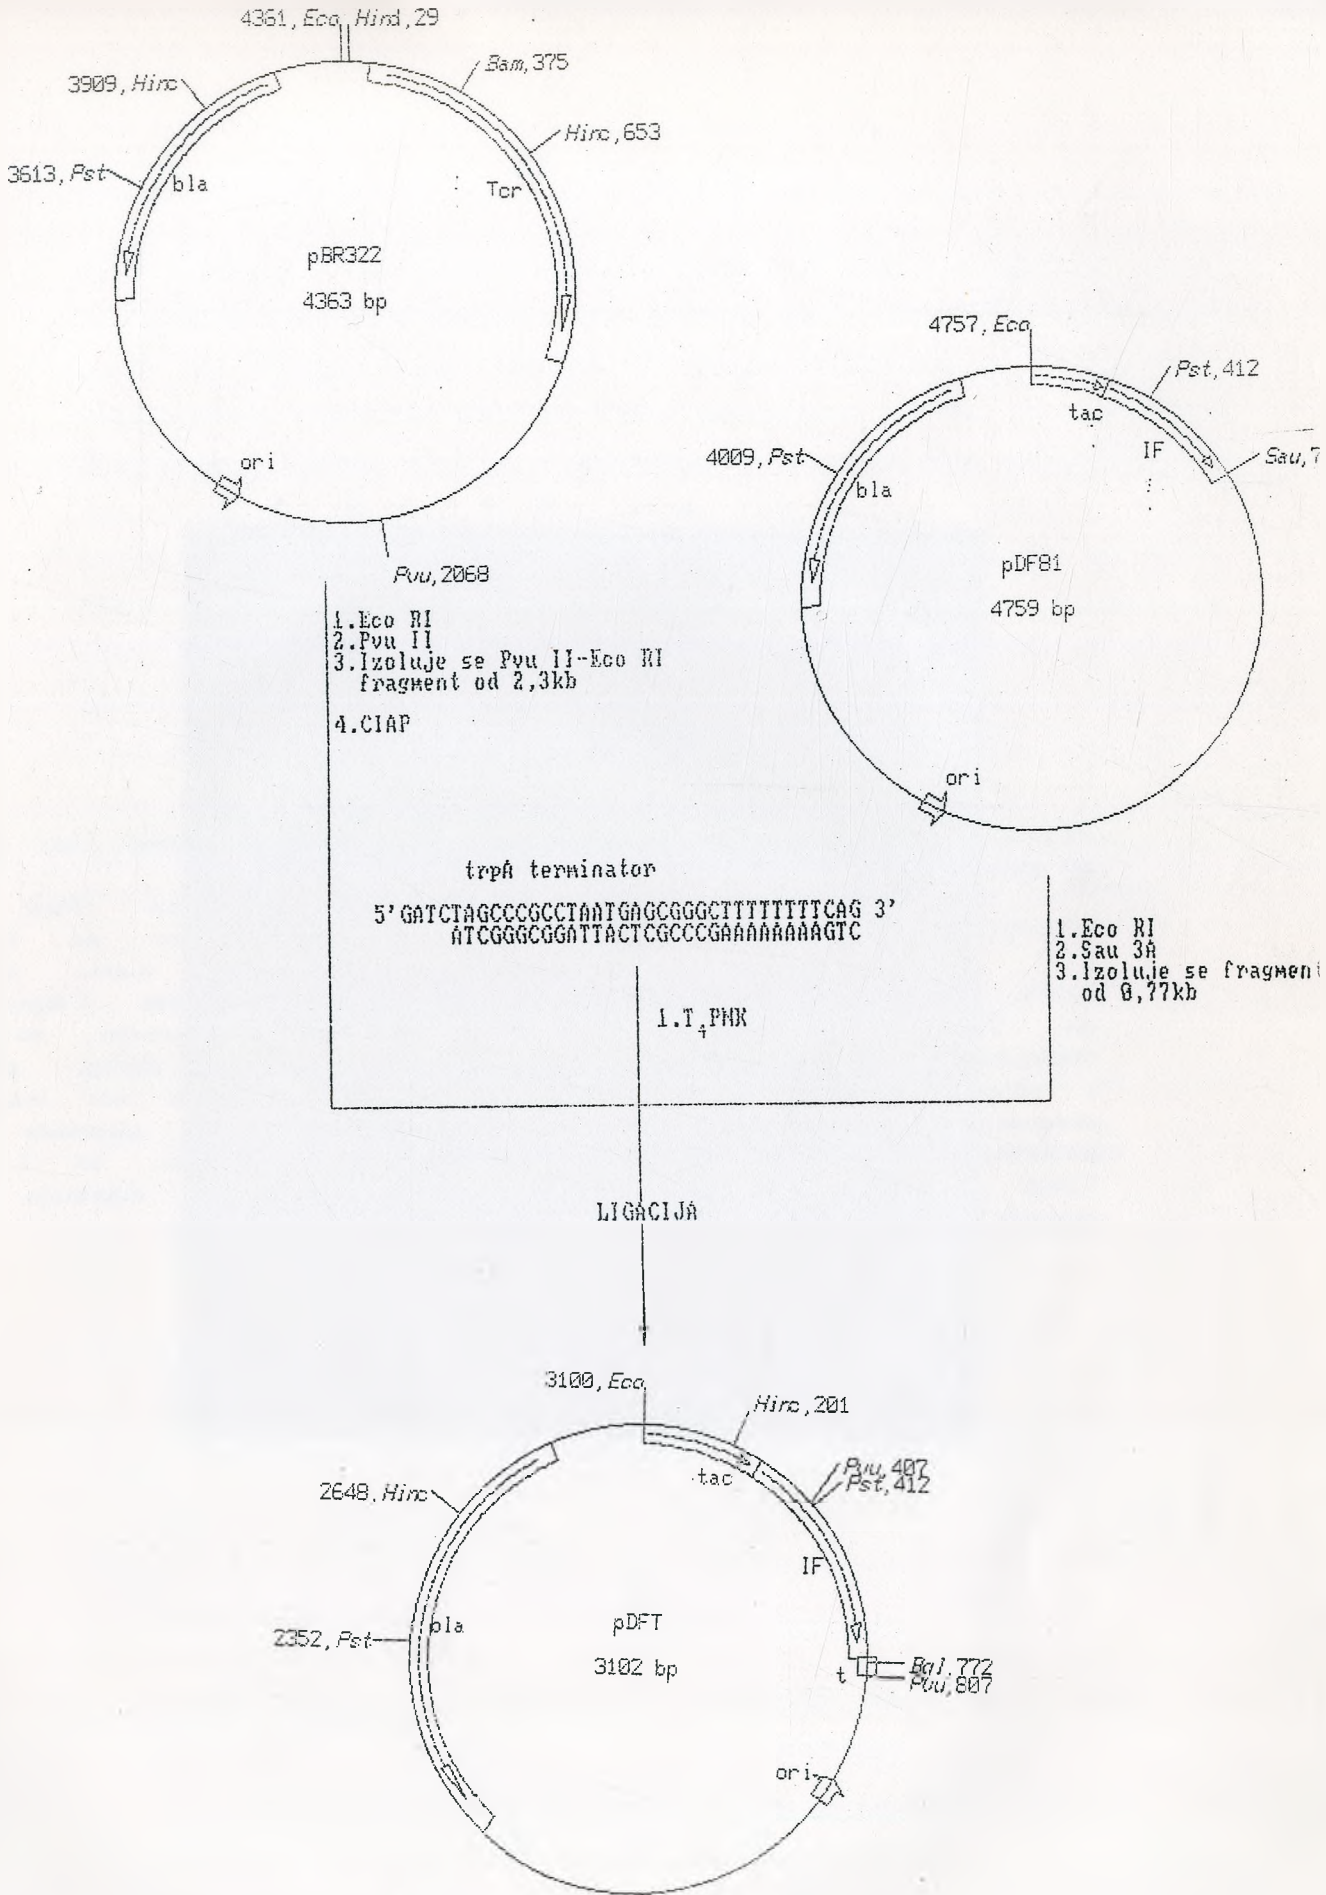 4361, Eco Hind, 29
3909, Hinc
Bam, 375
Hinc, 653
3613, Pst
bla
Tcr
pBR322
4363 bp
ori
Pvu, 2068
4757, Eco
Pst, 412
tac
IF
Sau, 7
4009, Pst
bla
pDF81
4759 bp
ori
1.Eco RI
2.Pvu II
3.Izoluje se Pvu II-Eco RI
fragment od 2,3kb
4.CIAP
trpA terminator
5'GATCTAGCCCGCCTAATGAGCGGGCTTTTTTTTCAG 3'
ATCGGGCGGATTACTCGCCCGAAAAAAAAGTC
1.Eco RI
2.Sau 3A
3.Izoluje se fragment
od 0,77kb
1.T4PNK
LIGACIJA
3100, Eco
Hinc, 201
tac
Pvu, 407
Pst, 412
2648, Hinc
IF
2352, Pst
bla
pDFT
3102 bp
t
Bgl, 772
Pvu, 807
ori